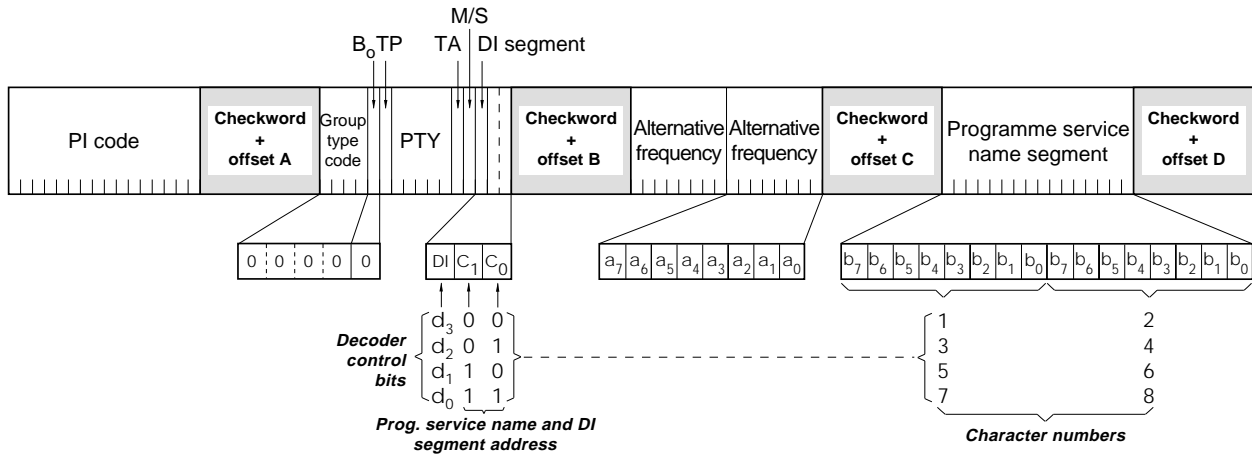 M/S
B₀ TP TA DI segment
PI code
Checkword
+
offset A
Group
type
code
PTY
Checkword
+
offset B
Alternative
frequency
Alternative
frequency
Checkword
+
offset C
Programme service
name segment
Checkword
+
offset D
0 0 0 0 0
DI C₁ C₀
a₇ a₆ a₅ a₄ a₃ a₂ a₁ a₀
b₇ b₆ b₅ b₄ b₃ b₂ b₁ b₀ b₇ b₆ b₅ b₄ b₃ b₂ b₁ b₀
Decoder
control
bits
d₃ 0 0
d₂ 0 1
d₁ 1 0
d₀ 1 1
1 2
3 4
5 6
7 8
Prog. service name and DI
segment address
Character numbers